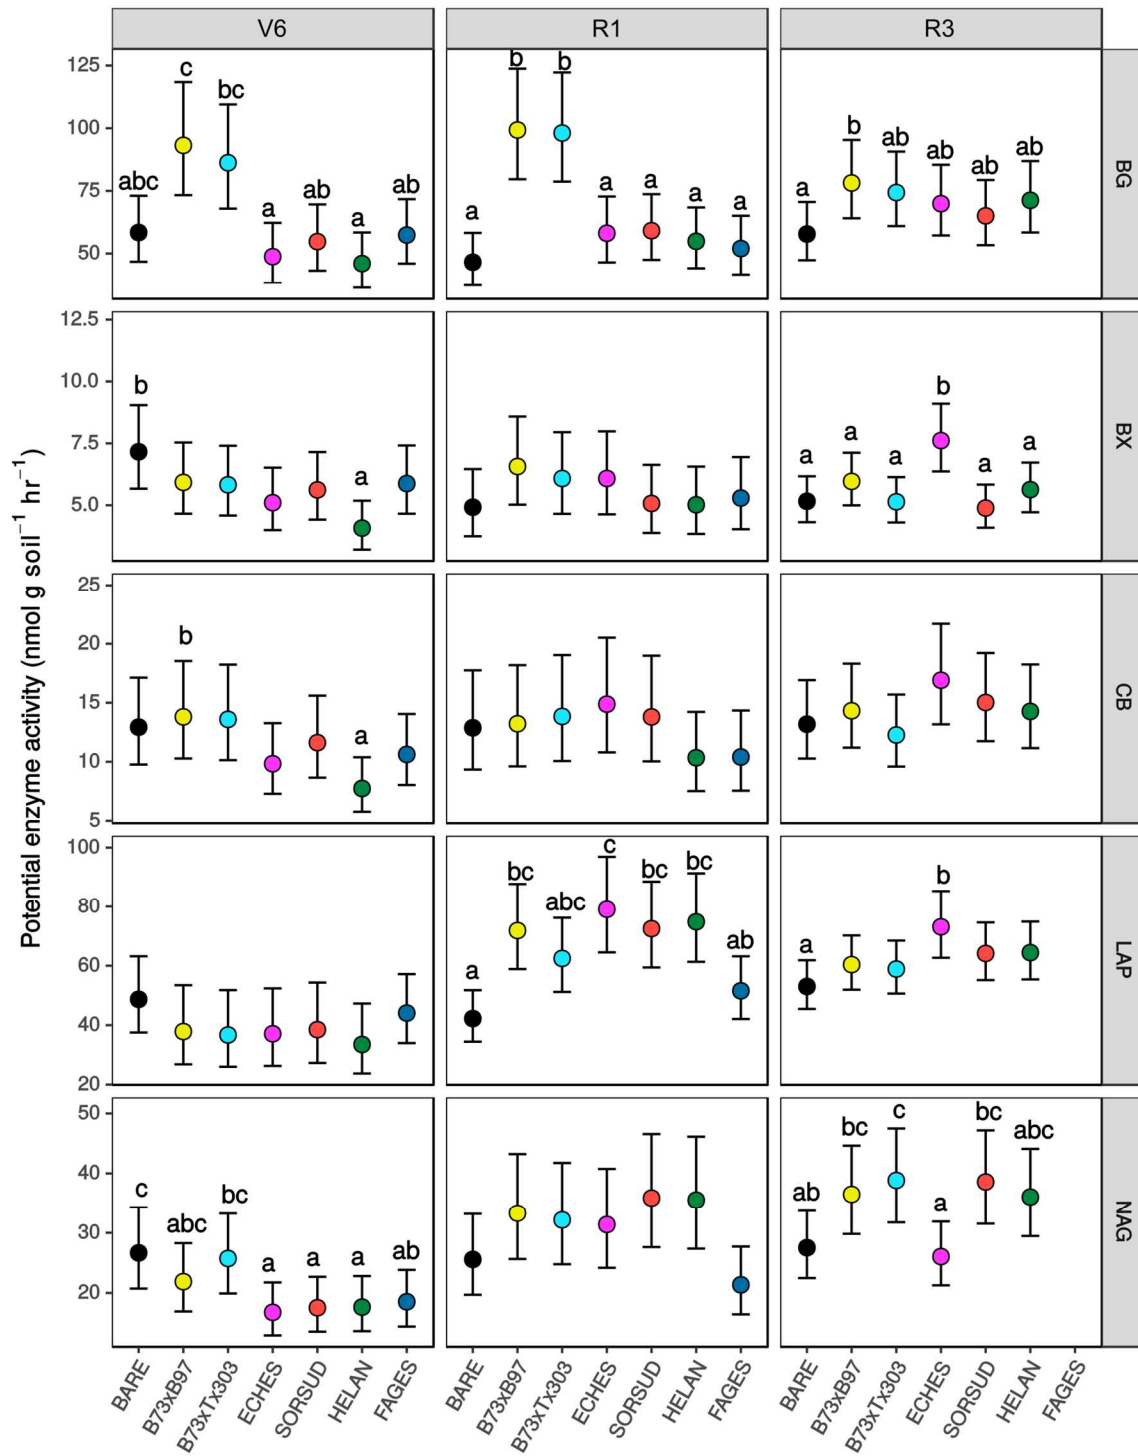 V6 R1 R3
125
100
75
50
abc c bc a ab a ab
a b b a a a a
a b ab ab ab ab
BG
12.5
10.0
7.5
5.0
b a
a a a b a a
BX
25
20
15
10
5
b a
CB
100
80
60
40
20
a bc abc c bc bc ab
a b
LAP
50
40
30
20
c abc bc a a a ab
ab bc c a bc abc
NAG
Potential enzyme activity (nmol g soil⁻¹ hr⁻¹)
BARE B73xB97 B73xTx303 ECHES SORSUD HELAN FAGES
BARE B73xB97 B73xTx303 ECHES SORSUD HELAN FAGES
BARE B73xB97 B73xTx303 ECHES SORSUD HELAN FAGES